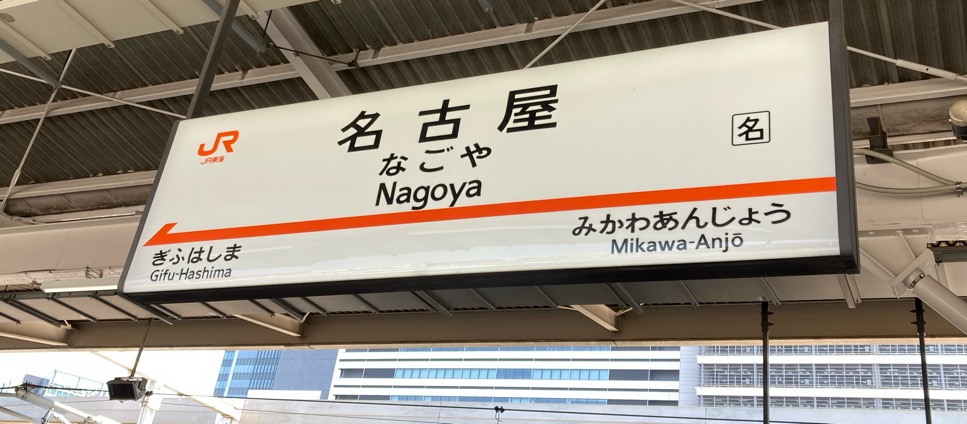 JR
JR東海
名古屋
なごや
Nagoya
名
ぎふはしま
Gifu-Hashima
みかわあんじょう
Mikawa-Anjō